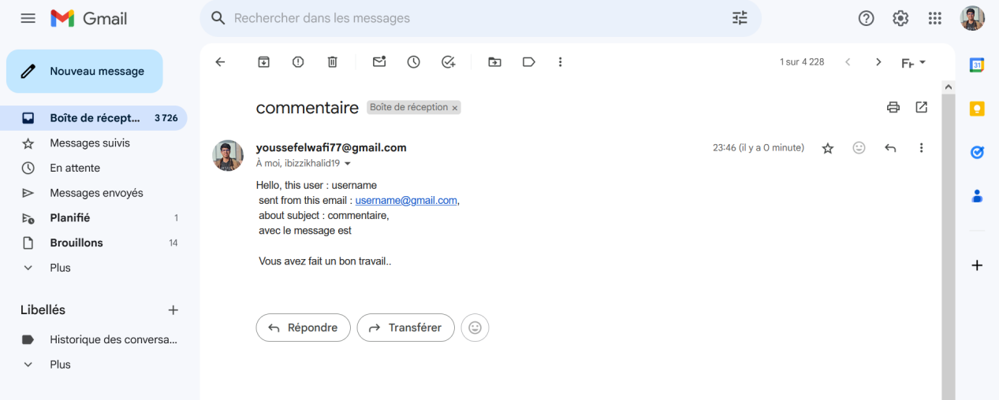 Gmail
Rechercher dans les messages
Nouveau message
1 sur 4 228
Fr
commentaire
Boîte de réception ×
Boîte de récept... 3 726
Messages suivis
En attente
Messages envoyés
Planifié 1
Brouillons 14
Plus
Libellés
Historique des conversa...
Plus
youssefelwafi77@gmail.com
23:46 (il y a 0 minute)
À moi, ibizzikhalid19
Hello, this user : username
sent from this email : username@gmail.com,
about subject : commentaire,
avec le message est
Vous avez fait un bon travail..
Répondre
Transférer
31